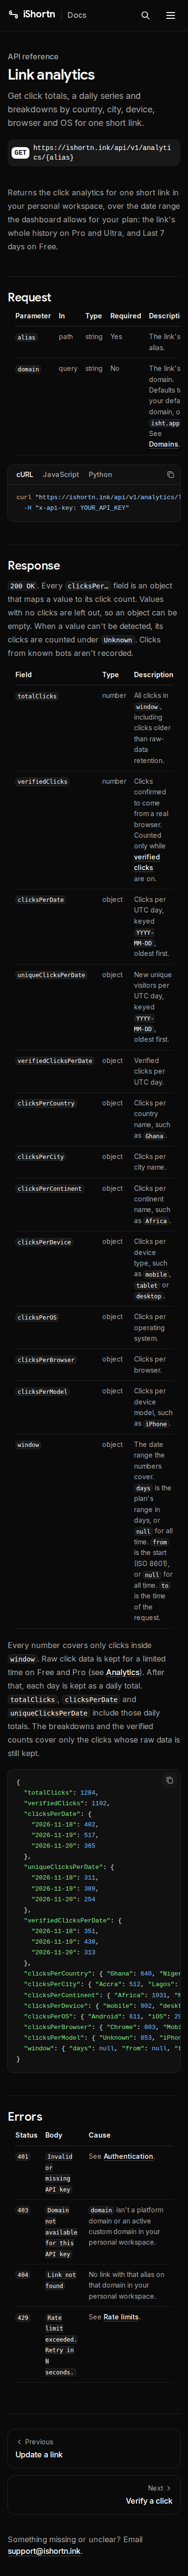 iShortn Docs
API reference
Link analytics
Get click totals, a daily series and
breakdowns by country, city, device,
browser and OS for one short link.
GET https://ishortn.ink/api/v1/analyti
cs/{alias}
Returns the click analytics for one short link in
your personal workspace, over the date range
the dashboard allows for your plan: the link's
whole history on Pro and Ultra, and Last 7
days on Free.
Request
Parameter In Type Required Descripti
alias path string Yes The link's
alias.
domain query string No The link's
domain.
Defaults t
your defa
domain, o
isht.app
See
Domains.
cURL JavaScript Python
curl "https://ishortn.ink/api/v1/analytics/
-H "x-api-key: YOUR_API_KEY"
Response
200 OK. Every clicksPer… field is an object
that maps a value to its click count. Values
with no clicks are left out, so an object can be
empty. When a value can't be detected, its
clicks are counted under Unknown. Clicks
from known bots aren't recorded.
Field Type Description
totalClicks number All clicks in
window,
including
clicks older
than raw-
data
retention.
verifiedClicks number Clicks
confirmed
to come
from a real
browser.
Counted
only while
verified
clicks
are on.
clicksPerDate object Clicks per
UTC day,
keyed
YYYY-
MM-DD,
oldest first.
uniqueClicksPerDate object New unique
visitors per
UTC day,
keyed
YYYY-
MM-DD,
oldest first.
verifiedClicksPerDate object Verified
clicks per
UTC day.
clicksPerCountry object Clicks per
country
name, such
as Ghana.
clicksPerCity object Clicks per
city name.
clicksPerContinent object Clicks per
continent
name, such
as Africa.
clicksPerDevice object Clicks per
device
type, such
as mobile,
tablet or
desktop.
clicksPerOS object Clicks per
operating
system.
clicksPerBrowser object Clicks per
browser.
clicksPerModel object Clicks per
device
model, such
as iPhone.
window object The date
range the
numbers
cover.
days is the
plan's
range in
days, or
null for all
time. from
is the start
(ISO 8601),
or null for
all time. to
is the time
of the
request.
Every number covers only clicks inside
window. Raw click data is kept for a limited
time on Free and Pro (see Analytics). After
that, each day is kept as a daily total.
totalClicks, clicksPerDate and
uniqueClicksPerDate include those daily
totals. The breakdowns and the verified
counts cover only the clicks whose raw data is
still kept.
{
"totalClicks": 1284,
"verifiedClicks": 1102,
"clicksPerDate": {
"2026-11-18": 402,
"2026-11-19": 517,
"2026-11-20": 365
},
"uniqueClicksPerDate": {
"2026-11-18": 311,
"2026-11-19": 389,
"2026-11-20": 254
},
"verifiedClicksPerDate": {
"2026-11-18": 351,
"2026-11-19": 438,
"2026-11-20": 313
},
"clicksPerCountry": { "Ghana": 640, "Niger
"clicksPerCity": { "Accra": 512, "Lagos":
"clicksPerContinent": { "Africa": 1031, "N
"clicksPerDevice": { "mobile": 902, "deskt
"clicksPerOS": { "Android": 611, "iOS": 29
"clicksPerBrowser": { "Chrome": 803, "Mobi
"clicksPerModel": { "Unknown": 853, "iPhon
"window": { "days": null, "from": null, "t
}
Errors
Status Body Cause
401 Invalid See Authentication.
or
missing
API key
403 Domain domain isn't a platform
not domain or an active
available custom domain in your
for this personal workspace.
API key
404 Link not No link with that alias on
found that domain in your
personal workspace.
429 Rate See Rate limits.
limit
exceeded.
Retry in
N
seconds.
Previous
Update a link
Next
Verify a click
Something missing or unclear? Email
support@ishortn.ink.